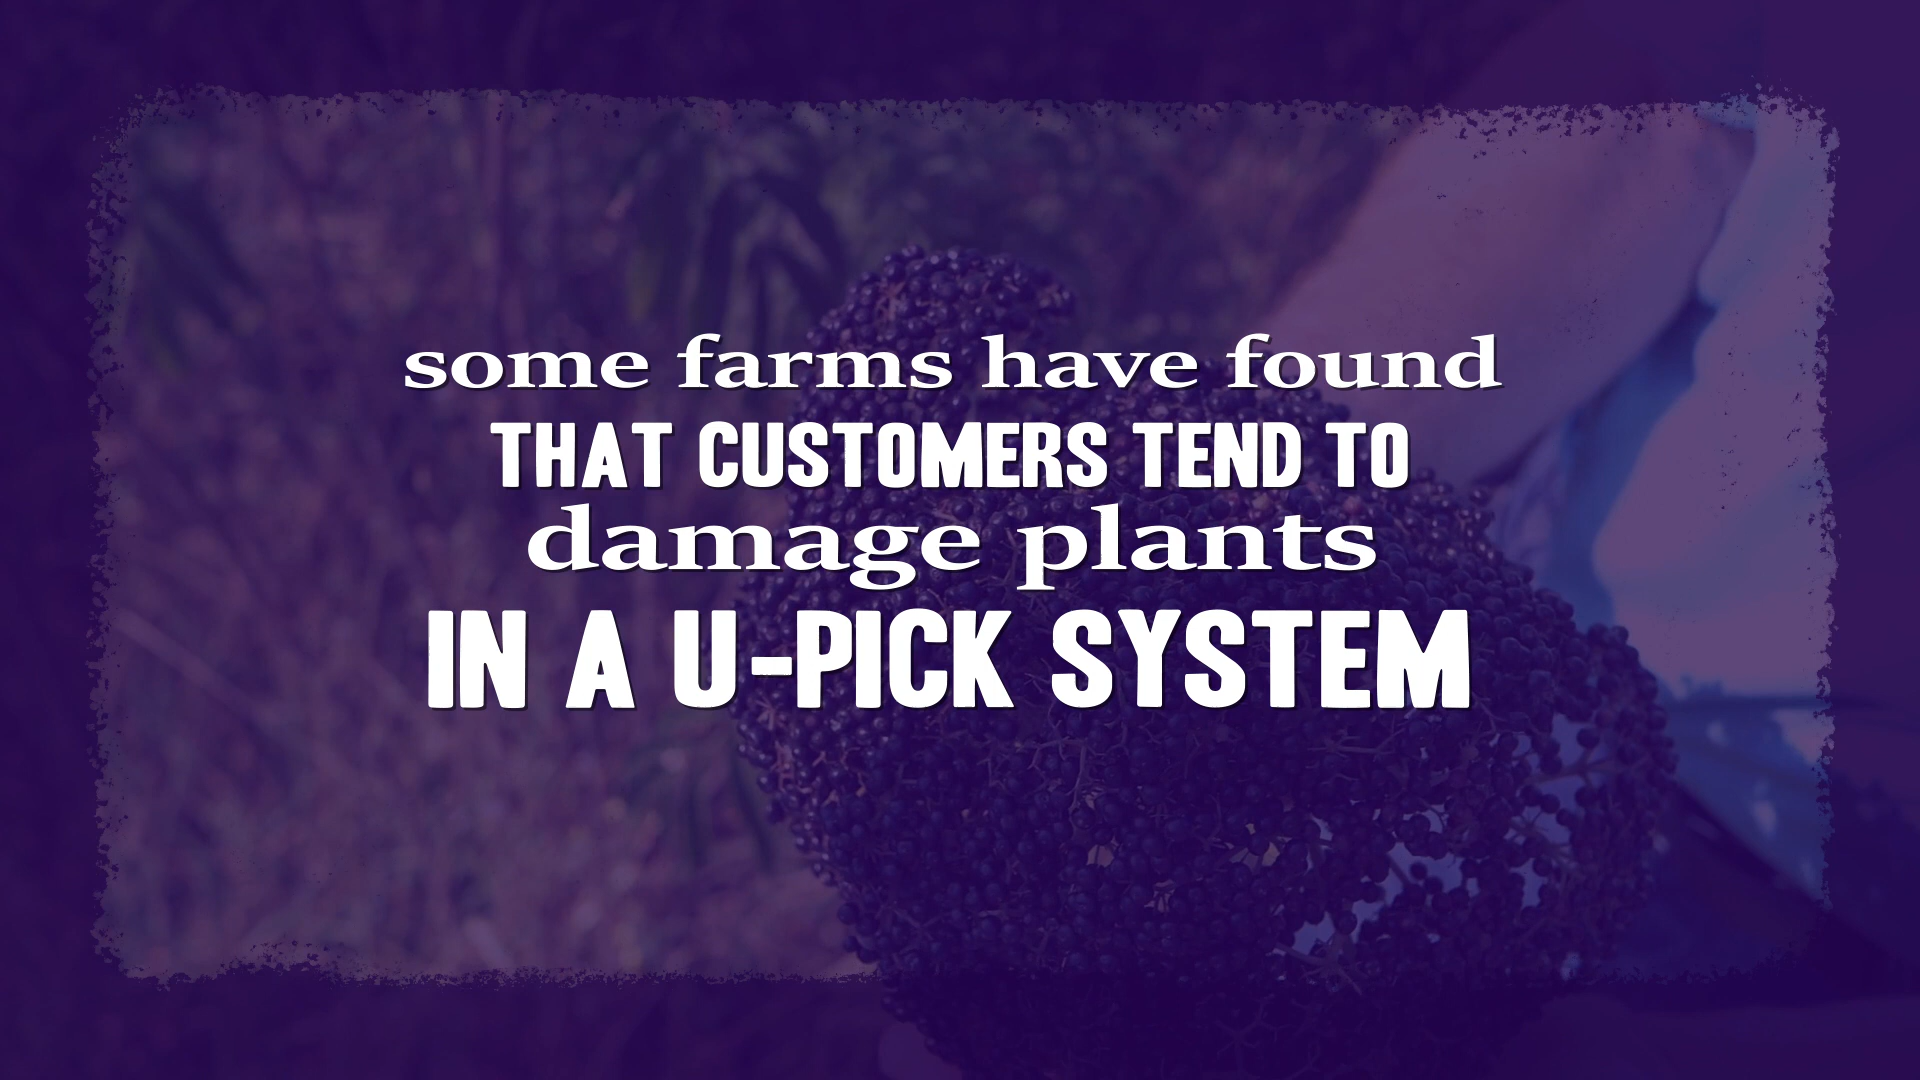 some farms have found
THAT CUSTOMERS TEND TO
damage plants
IN A U-PICK SYSTEM